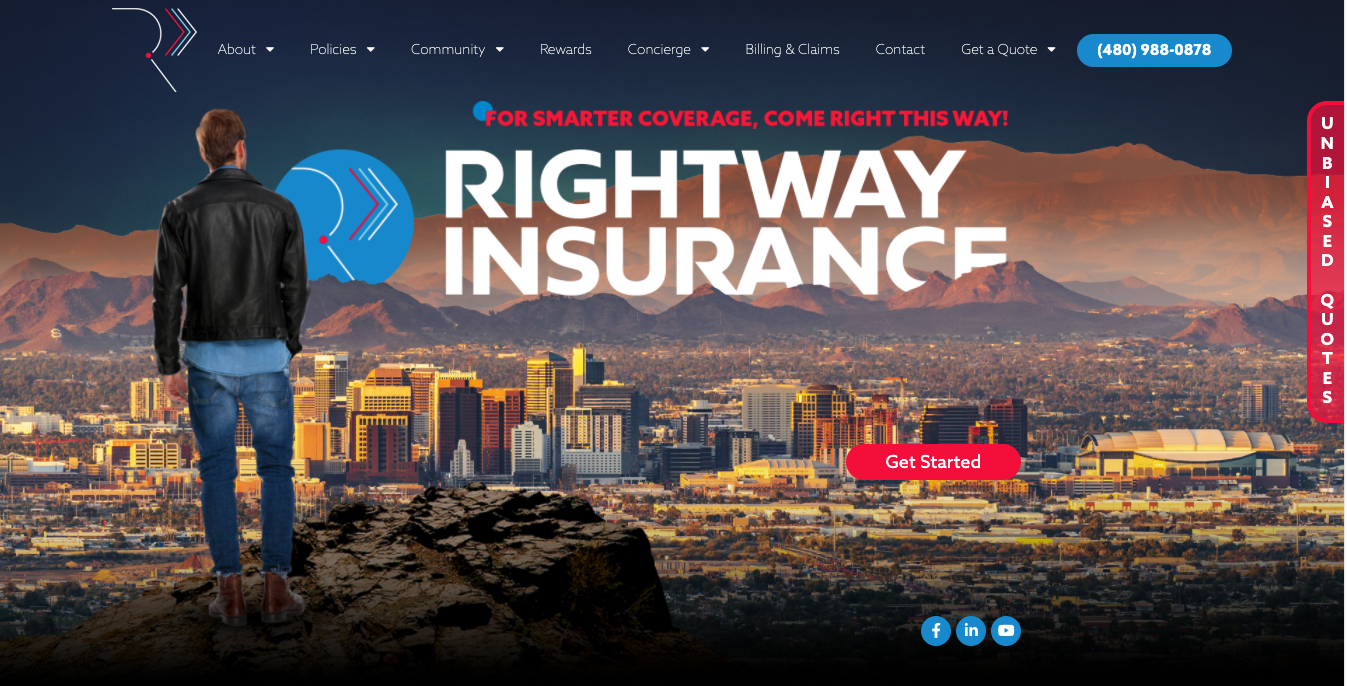 About
Policies
Community
Rewards
Concierge
Billing & Claims
Contact
Get a Quote
(480) 988-0878
FOR SMARTER COVERAGE, COME RIGHT THIS WAY!
RIGHTWAY
INSURANCE
UNBIASED QUOTES
Get Started